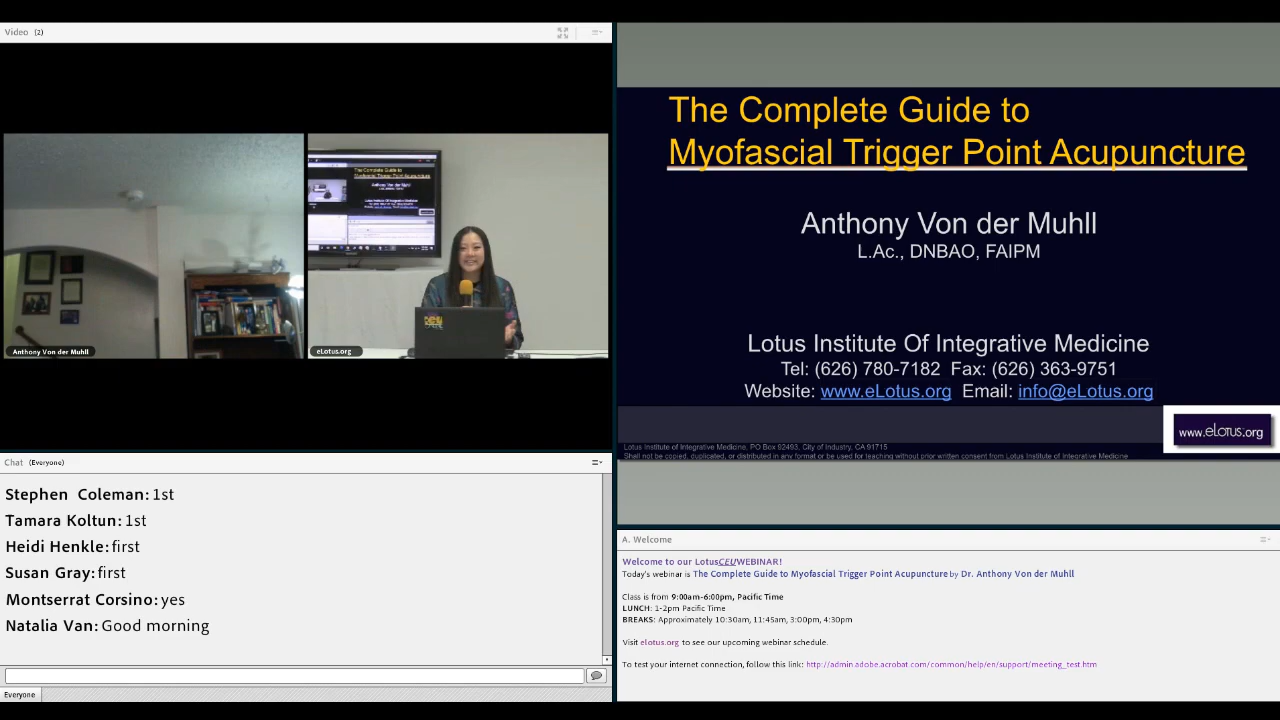 Video (2)
The Complete Guide to
Myofascial Trigger Point Acupuncture
Anthony Von der Muhll
eLotus.org
Chat (Everyone)
Stephen Coleman: 1st
Tamara Koltun: 1st
Heidi Henkle: first
Susan Gray: first
Montserrat Corsino: yes
Natalia Van: Good morning
Everyone
The Complete Guide to
Myofascial Trigger Point Acupuncture
Anthony Von der Muhll
L.Ac., DNBAO, FAIPM
Lotus Institute Of Integrative Medicine
Tel: (626) 780-7182 Fax: (626) 363-9751
Website: www.eLotus.org Email: info@eLotus.org
www.eLotus.org
Lotus Institute of Integrative Medicine, PO Box 92493, City of Industry, CA 91715
Shall not be copied, duplicated, or distributed in any format or be used for teaching without prior written consent from Lotus Institute of Integrative Medicine
A. Welcome
Welcome to our LotusCEUWEBINAR!
Today's webinar is The Complete Guide to Myofascial Trigger Point Acupuncture by Dr. Anthony Von der Muhll
Class is from 9:00am-6:00pm, Pacific Time
LUNCH: 1-2pm Pacific Time
BREAKS: Approximately 10:30am, 11:45am, 3:00pm, 4:30pm
Visit elotus.org to see our upcoming webinar schedule.
To test your internet connection, follow this link: http://admin.adobe.acrobat.com/common/help/en/support/meeting_test.htm